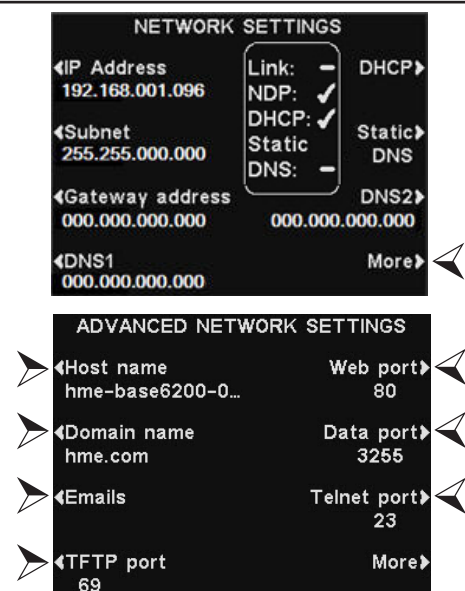 NETWORK SETTINGS
IP Address
192.168.001.096
Subnet
255.255.000.000
Gateway address
000.000.000.000
DNS1
000.000.000.000
Link: –
NDP: ✓
DHCP: ✓
Static
DNS: –
DHCP
Static
DNS
DNS2
000.000.000.000
More
ADVANCED NETWORK SETTINGS
Host name
hme-base6200-0…
Domain name
hme.com
Emails
TFTP port
69
Web port
80
Data port
3255
Telnet port
23
More